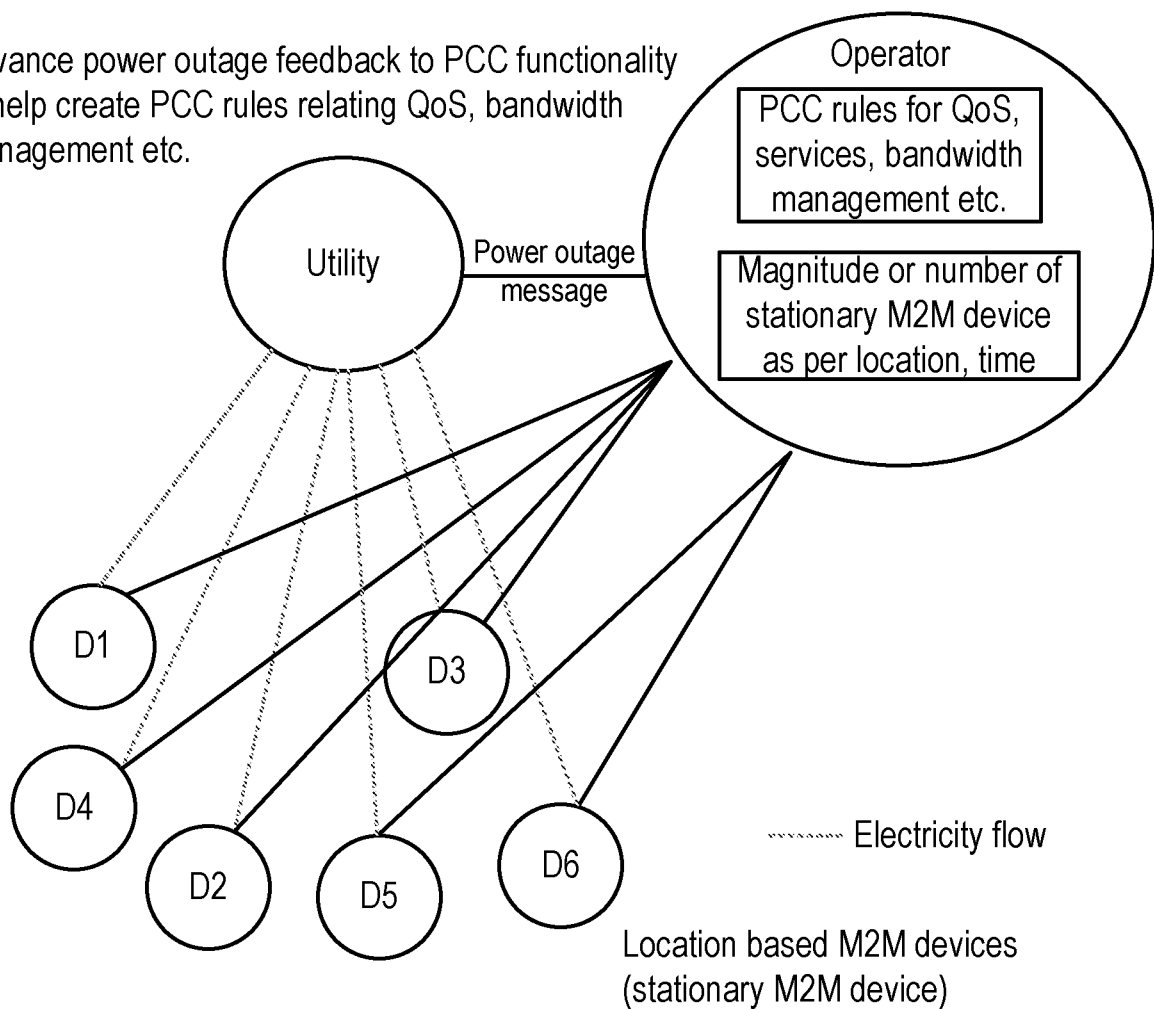 vance power outage feedback to PCC functionality
help create PCC rules relating QoS, bandwidth
nagement etc.
Operator
PCC rules for QoS,
services, bandwidth
management etc.
Utility
Power outage
message
Magnitude or number of
stationary M2M device
as per location, time
D1
D3
D4
D2
D5
D6
Electricity flow
Location based M2M devices
(stationary M2M device)